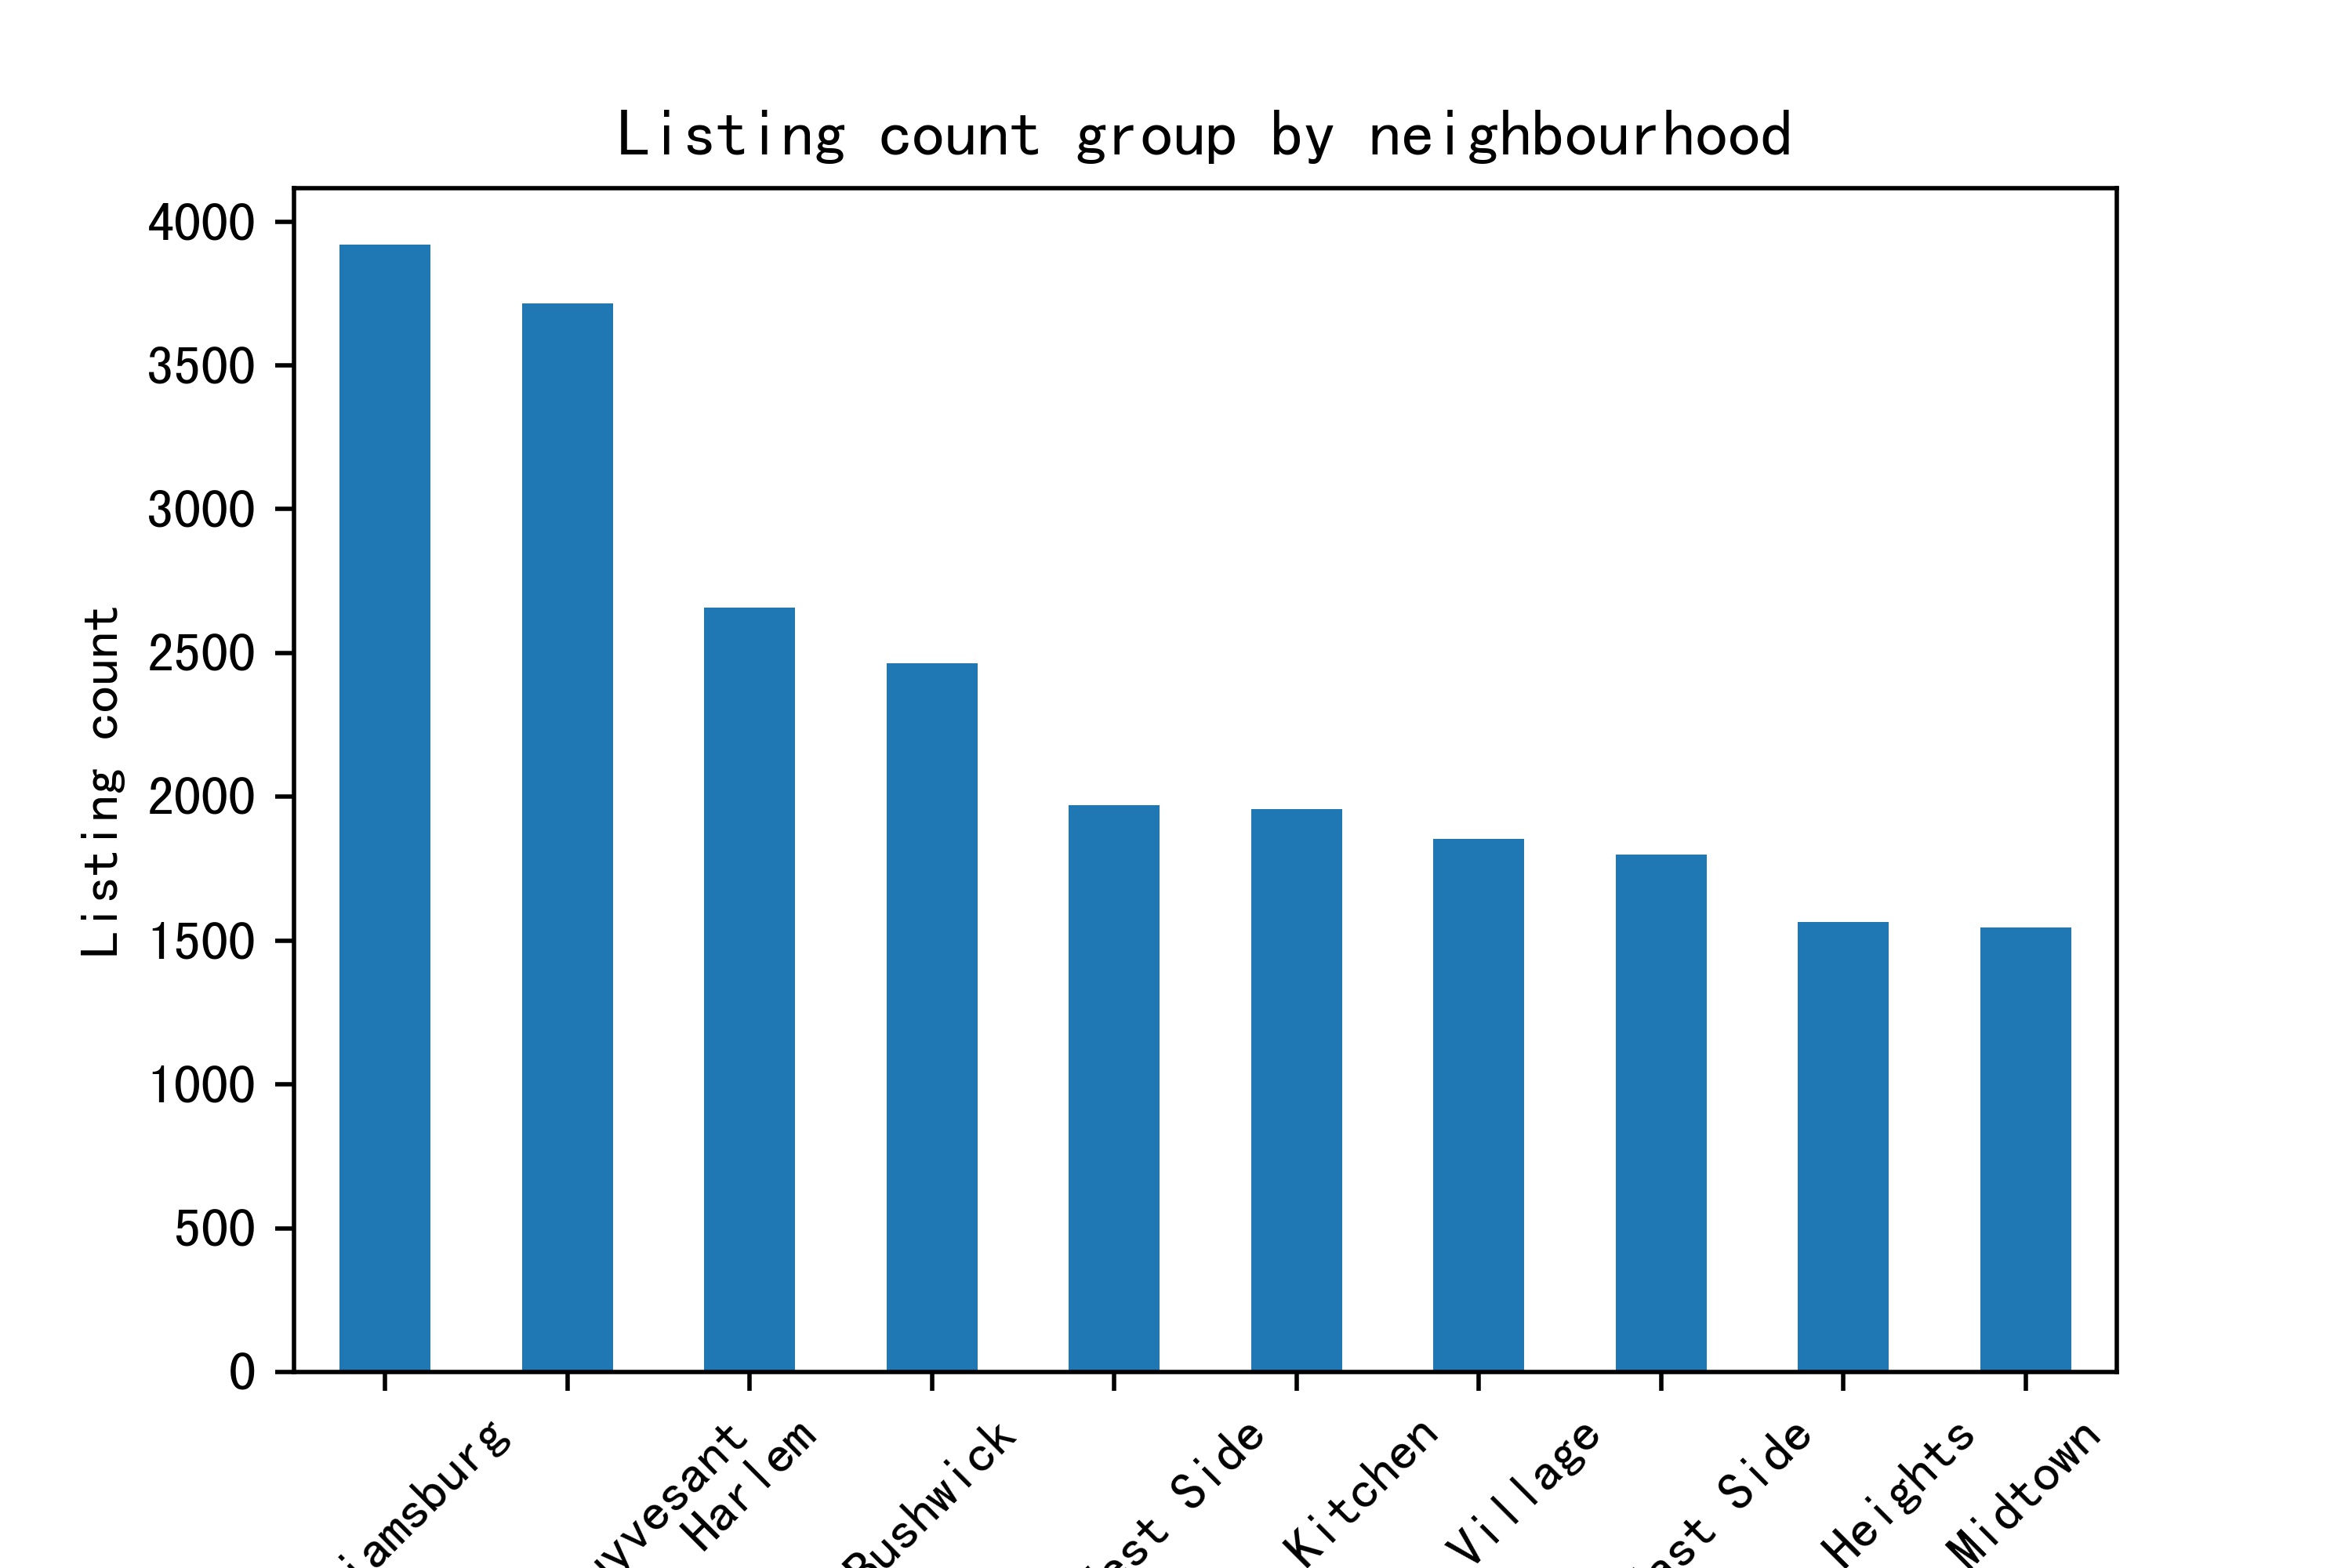 Listing count group by neighbourhood
Listing count
4000
3500
3000
2500
2000
1500
1000
500
0
Harlem
Bushwick
Side
Kitchen
Village
Side
Heights
Midtown